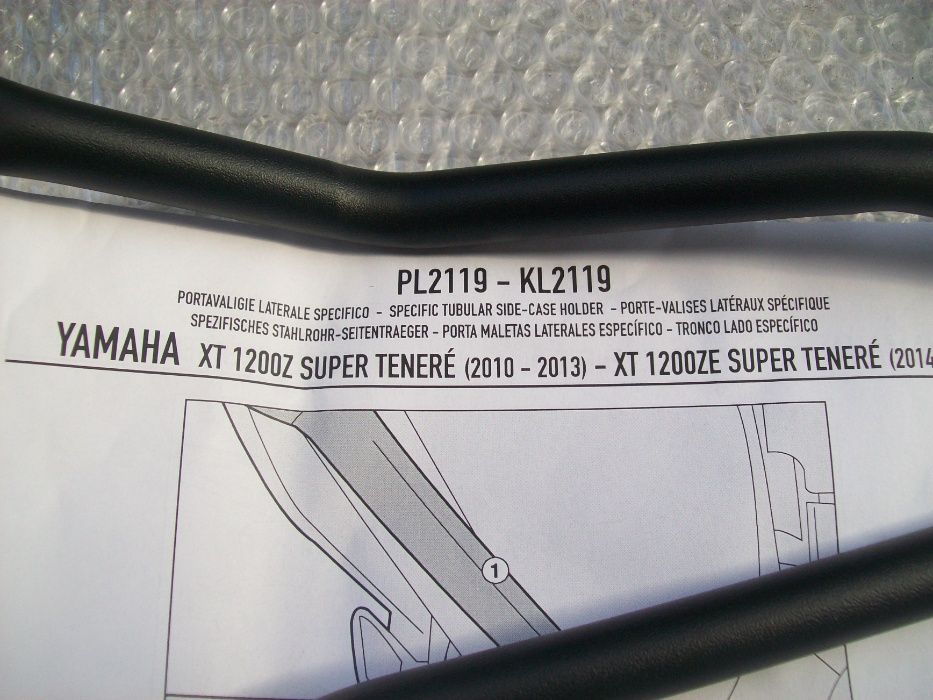 PL2119 - KL2119
PORTAVALIGIE LATERALE SPECIFICO - SPECIFIC TUBULAR SIDE-CASE HOLDER - PORTE-VALISES LATÉRAUX SPÉCIFIQUE
SPEZIFISCHES STAHLROHR-SEITENTRAEGER - PORTA MALETAS LATERALES ESPECÍFICO - TRONCO LADO ESPECÍFICO
YAMAHA XT 1200Z SUPER TENERÉ (2010 - 2013) - XT 1200ZE SUPER TENERÉ (2014
1